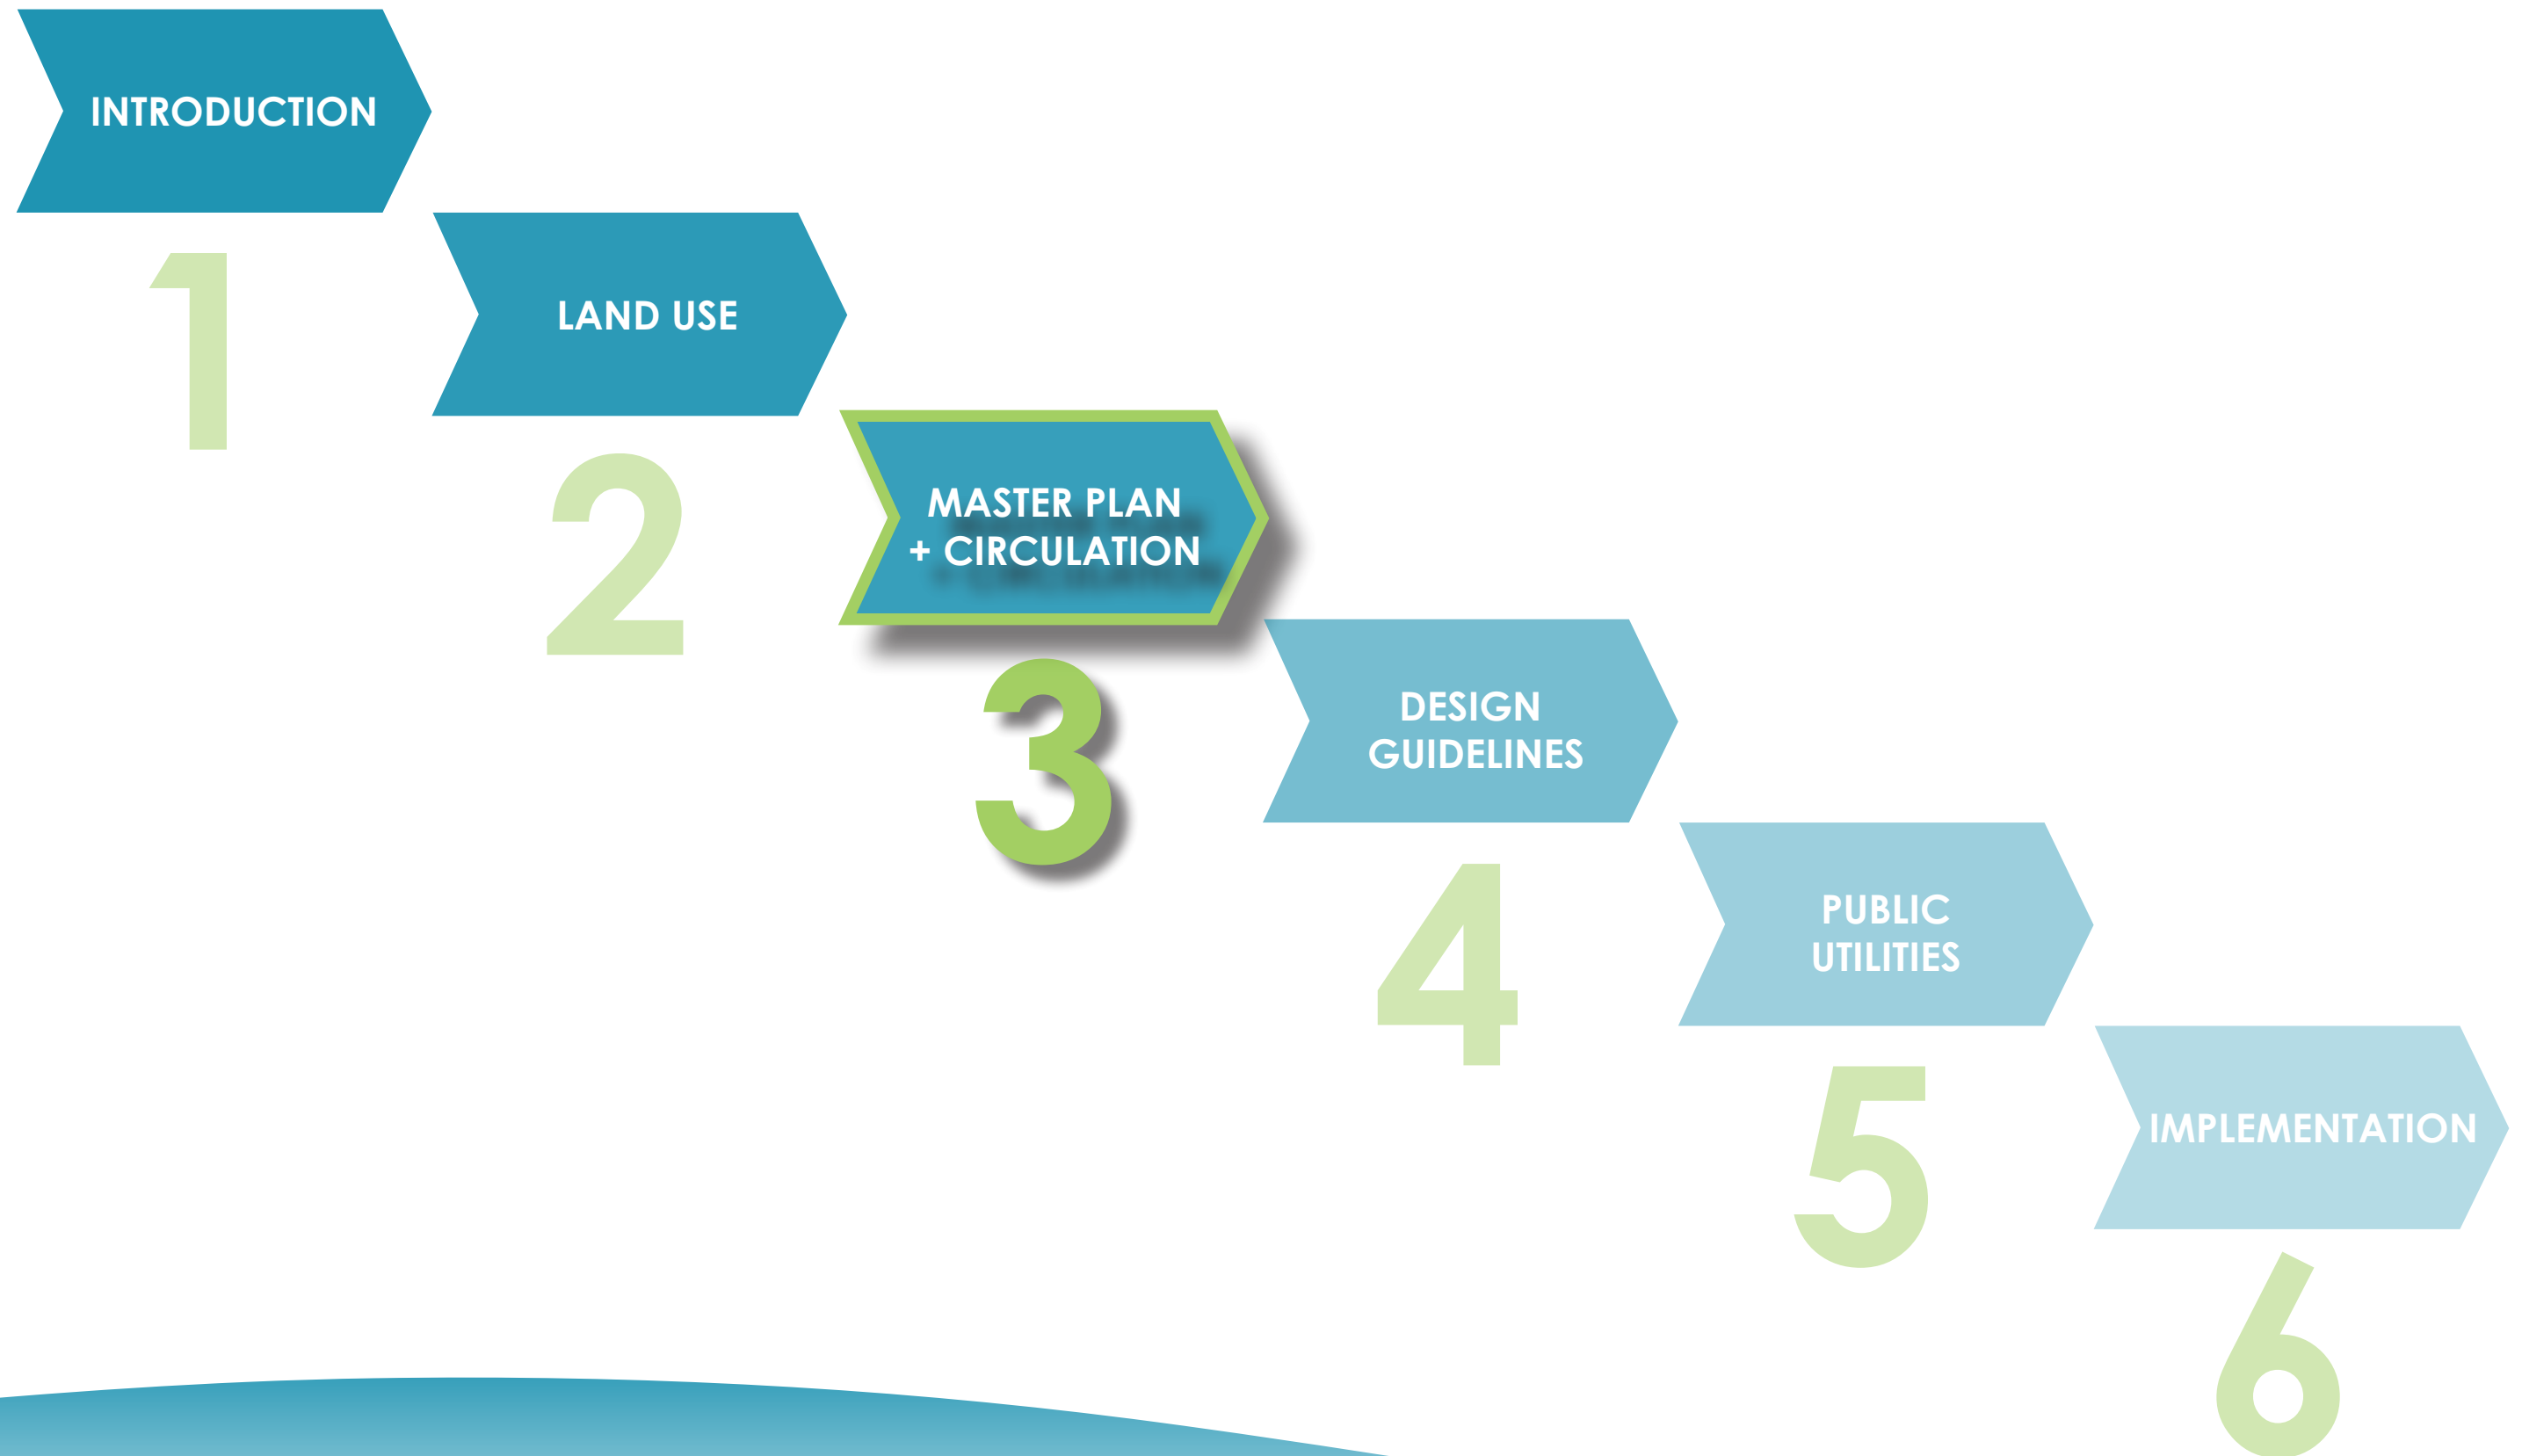 INTRODUCTION
1
LAND USE
2
MASTER PLAN
+ CIRCULATION
3
DESIGN
GUIDELINES
4
PUBLIC
UTILITIES
5
IMPLEMENTATION
6